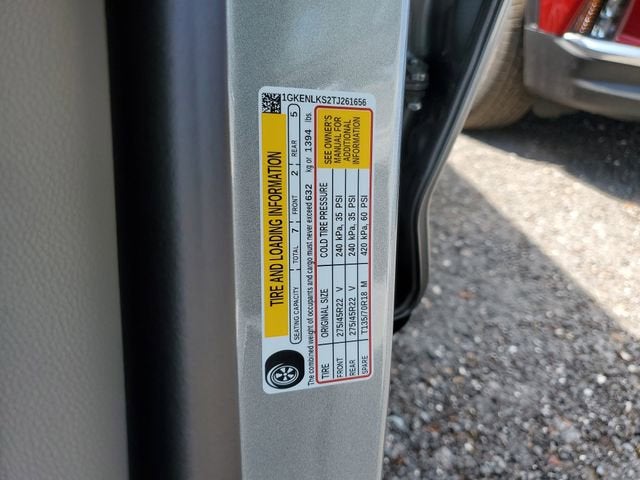 1GKENLKS2TJ261656
TIRE AND LOADING INFORMATION
SEATING CAPACITY TOTAL 7 FRONT 2 REAR 5
The combined weight of occupants and cargo must never exceed 632 kg or 1394 lbs.
TIRE ORIGINAL SIZE COLD TIRE PRESSURE
FRONT 275/45R22 V 240 kPa, 35 PSI
REAR 275/45R22 V 240 kPa, 35 PSI
SPARE T135/70R18 M 420 kPa, 60 PSI
SEE OWNER'S
MANUAL FOR
ADDITIONAL
INFORMATION